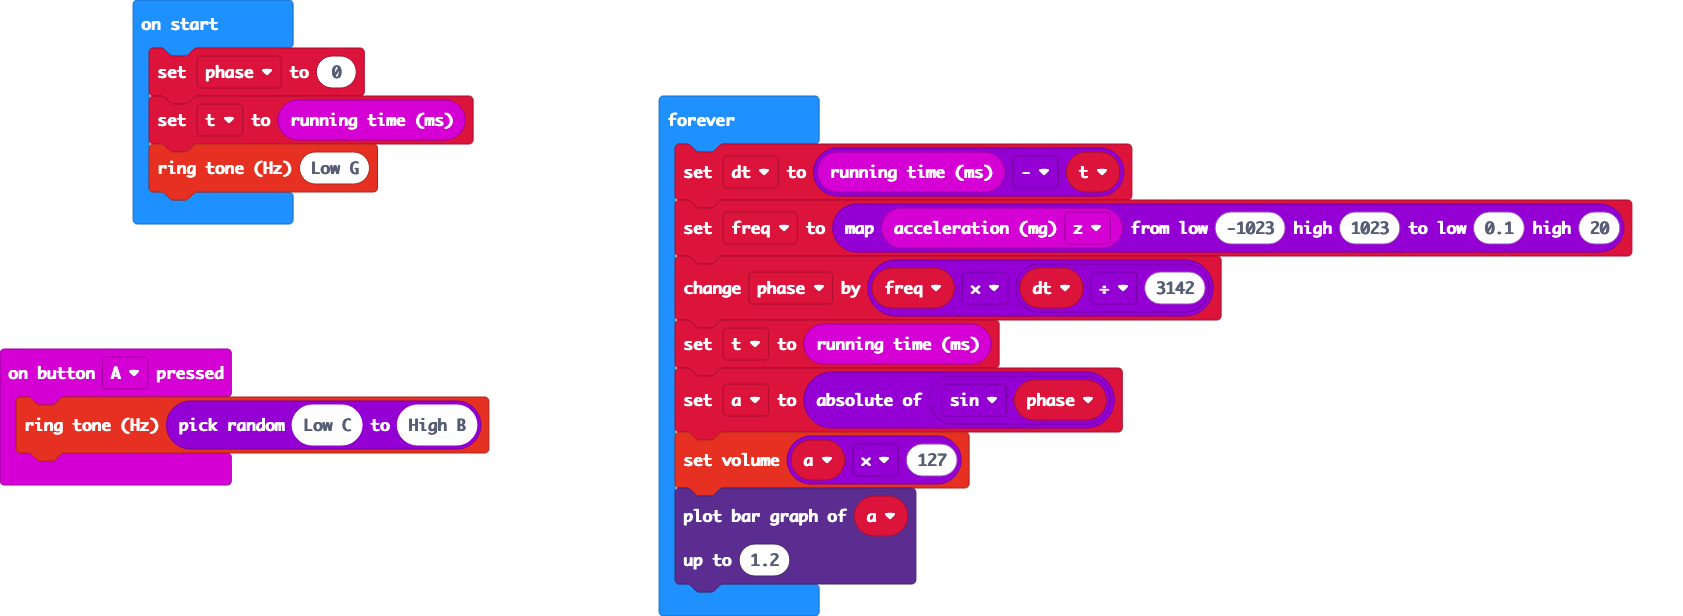 on start
set phase to 0
set t to running time (ms)
ring tone (Hz) Low G
on button A pressed
ring tone (Hz) pick random Low C to High B
forever
set dt to running time (ms) - t
set freq to map acceleration (mg) z from low -1023 high 1023 to low 0.1 high 20
change phase by freq x dt ÷ 3142
set t to running time (ms)
set a to absolute of sin phase
set volume a x 127
plot bar graph of a
up to 1.2